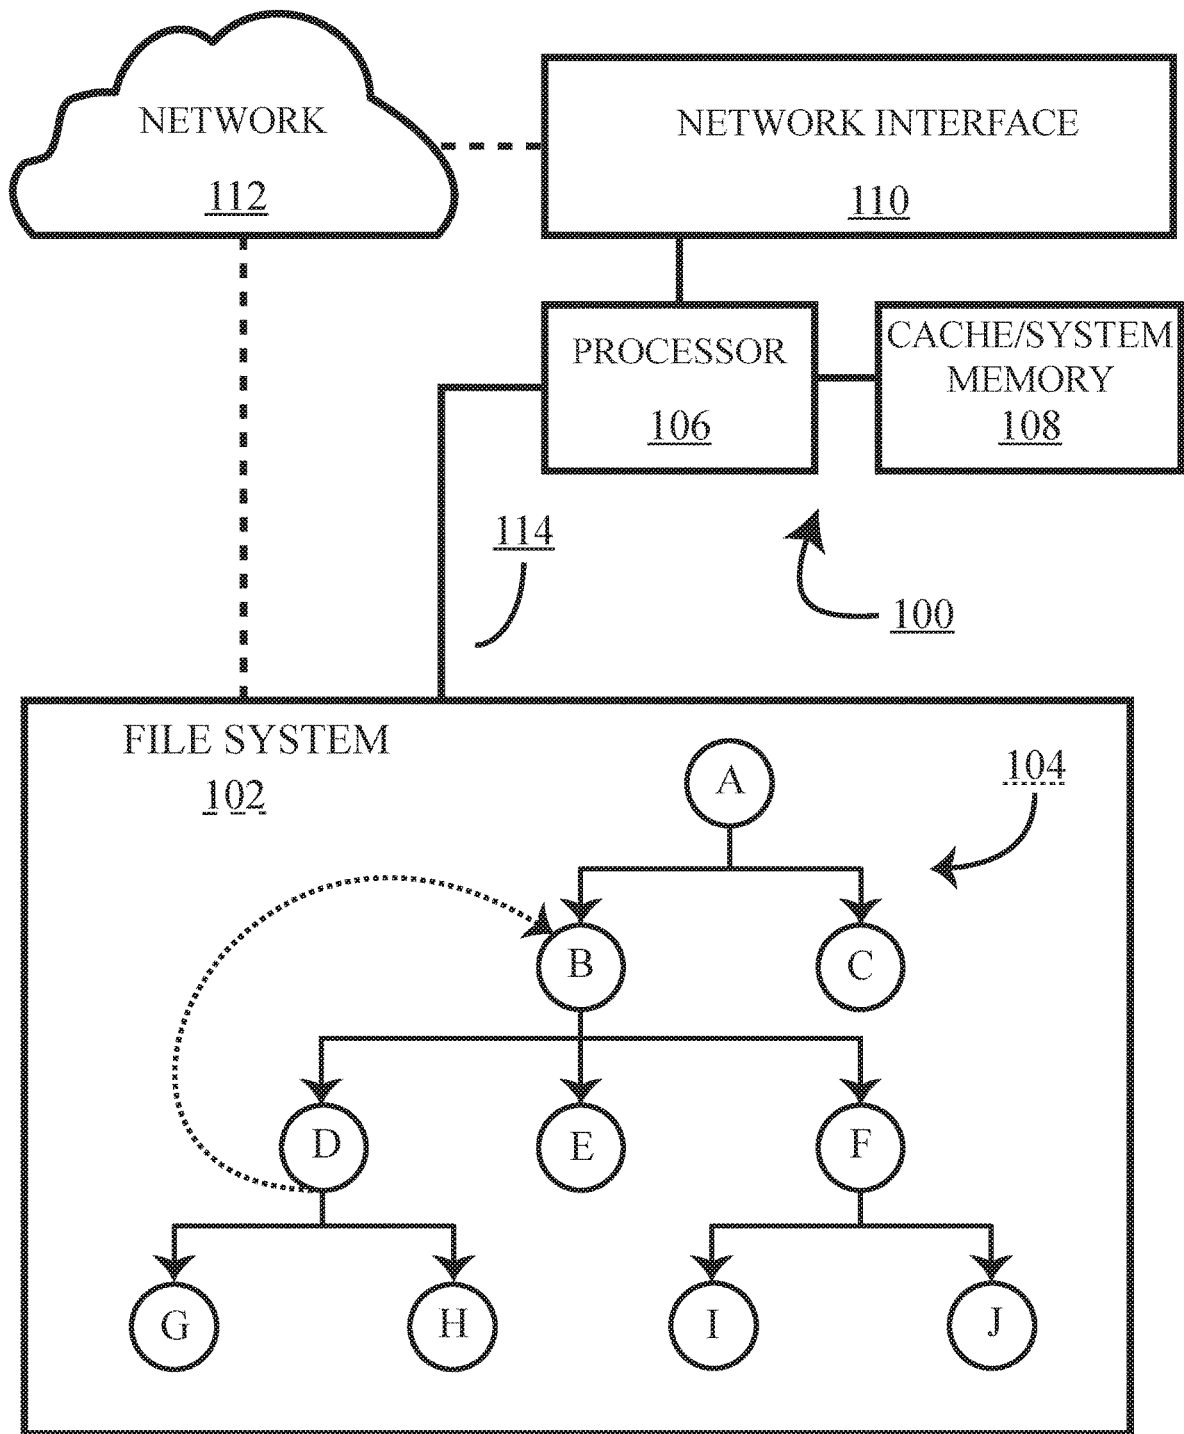 NETWORK
112
NETWORK INTERFACE
110
PROCESSOR
106
CACHE/SYSTEM
MEMORY
108
114
100
FILE SYSTEM
102
104
A
B
C
D
E
F
G
H
I
J